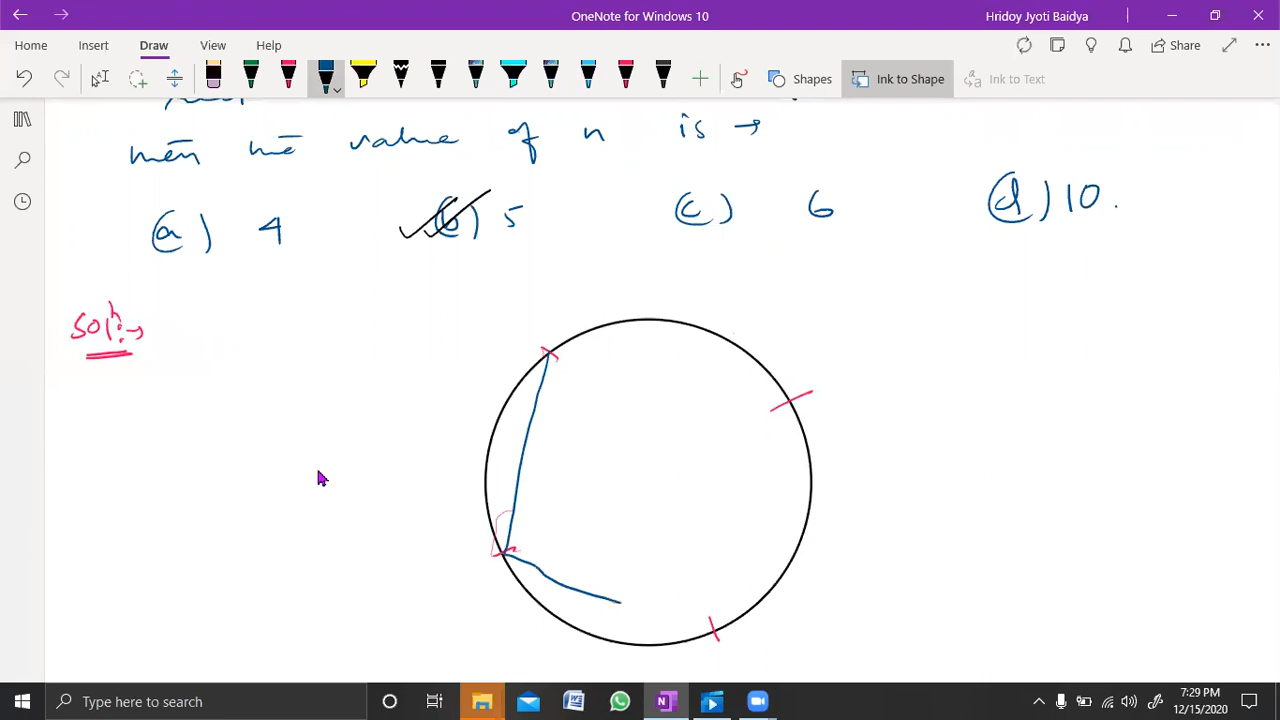 OneNote for Windows 10
Hridoy Jyoti Baidya
Home Insert Draw View Help
Share
Shapes
Ink to Shape
Ink to Text
then the value of n is →
(a) 4 (b) 5 (c) 6 (d) 10.
Solⁿ:→
Type here to search
7:29 PM
12/15/2020